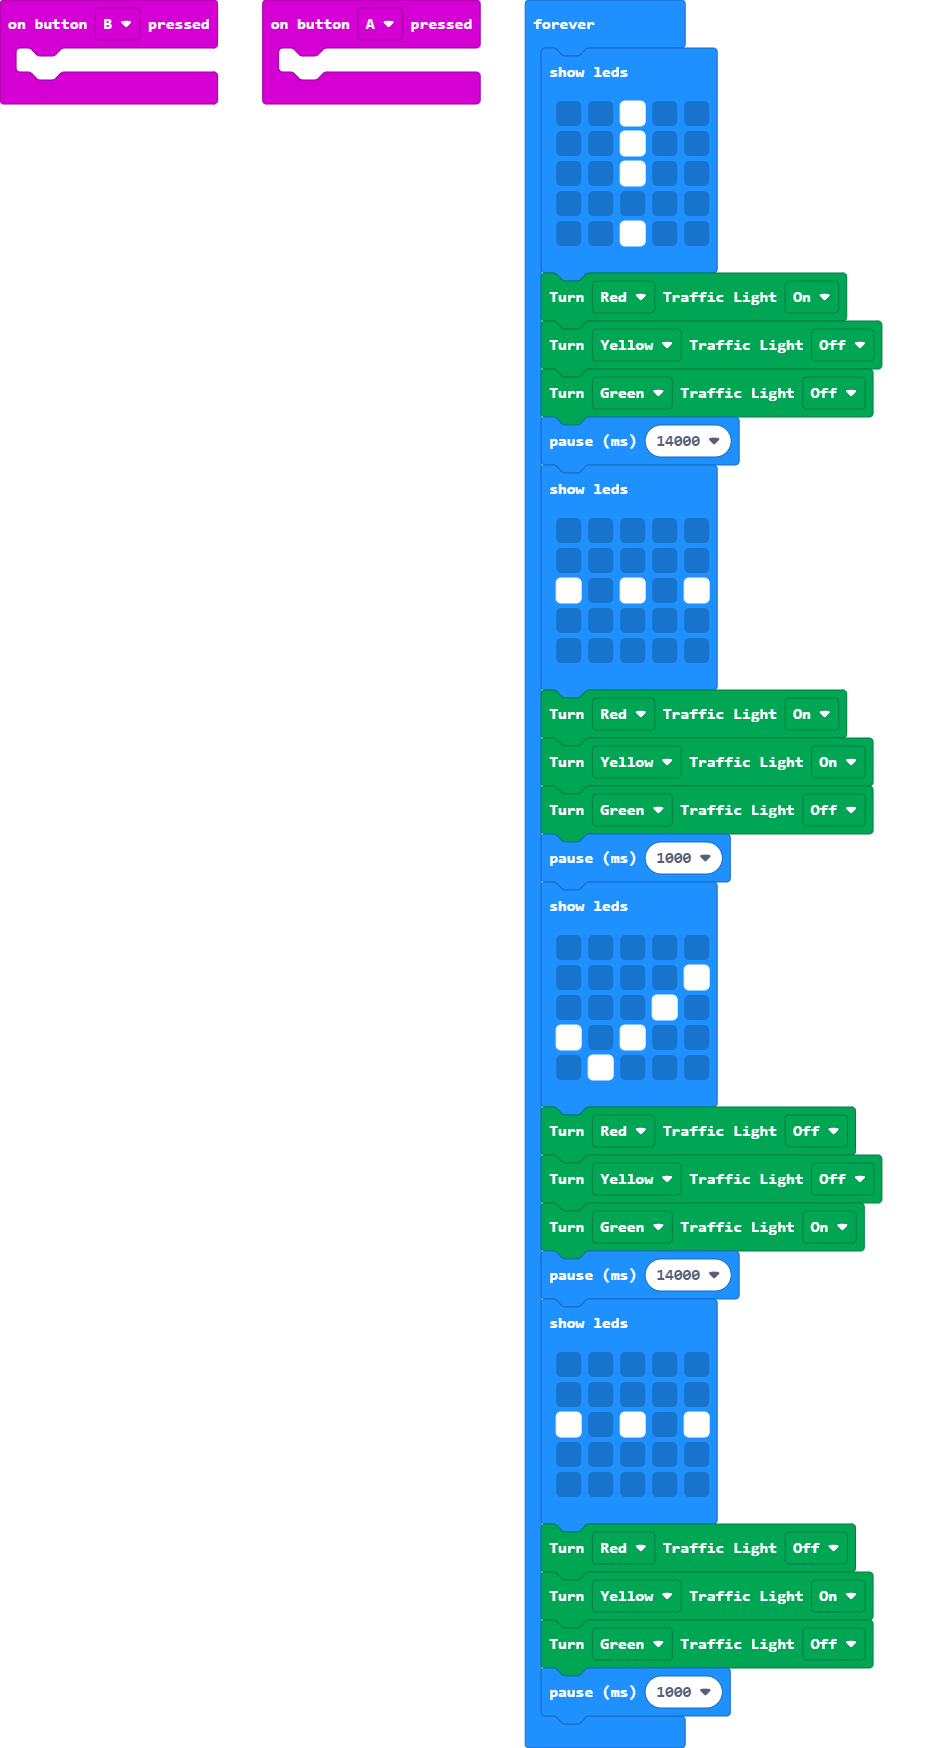 on button B pressed
on button A pressed
forever
show leds
Turn Red Traffic Light On
Turn Yellow Traffic Light Off
Turn Green Traffic Light Off
pause (ms) 14000
show leds
Turn Red Traffic Light On
Turn Yellow Traffic Light On
Turn Green Traffic Light Off
pause (ms) 1000
show leds
Turn Red Traffic Light Off
Turn Yellow Traffic Light Off
Turn Green Traffic Light On
pause (ms) 14000
show leds
Turn Red Traffic Light Off
Turn Yellow Traffic Light On
Turn Green Traffic Light Off
pause (ms) 1000